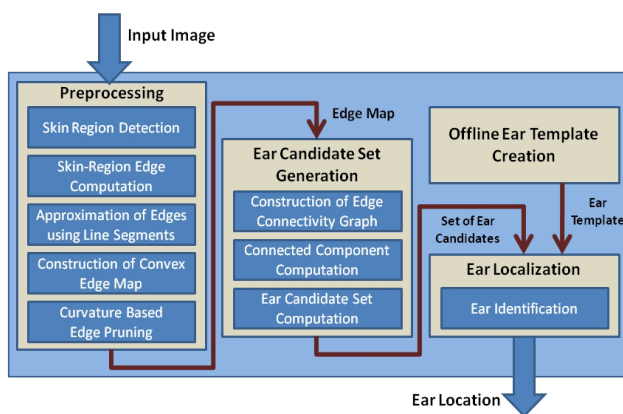 Input Image
Preprocessing
Skin Region Detection
Skin-Region Edge
Computation
Approximation of Edges
using Line Segments
Construction of Convex
Edge Map
Curvature Based
Edge Pruning
Edge Map
Ear Candidate Set
Generation
Construction of Edge
Connectivity Graph
Connected Component
Computation
Ear Candidate Set
Computation
Offline Ear Template
Creation
Set of Ear
Candidates
Ear
Template
Ear Localization
Ear Identification
Ear Location